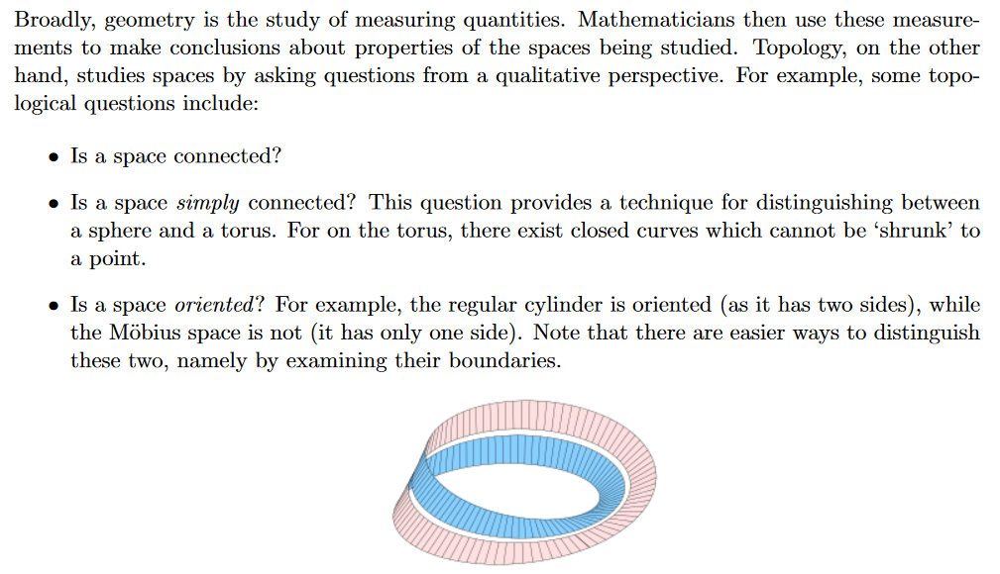 Broadly, geometry is the study of measuring quantities. Mathematicians then use these measure-
ments to make conclusions about properties of the spaces being studied. Topology, on the other
hand, studies spaces by asking questions from a qualitative perspective. For example, some topo-
logical questions include:
• Is a space connected?
• Is a space simply connected? This question provides a technique for distinguishing between
a sphere and a torus. For on the torus, there exist closed curves which cannot be ‘shrunk’ to
a point.
• Is a space oriented? For example, the regular cylinder is oriented (as it has two sides), while
the Möbius space is not (it has only one side). Note that there are easier ways to distinguish
these two, namely by examining their boundaries.